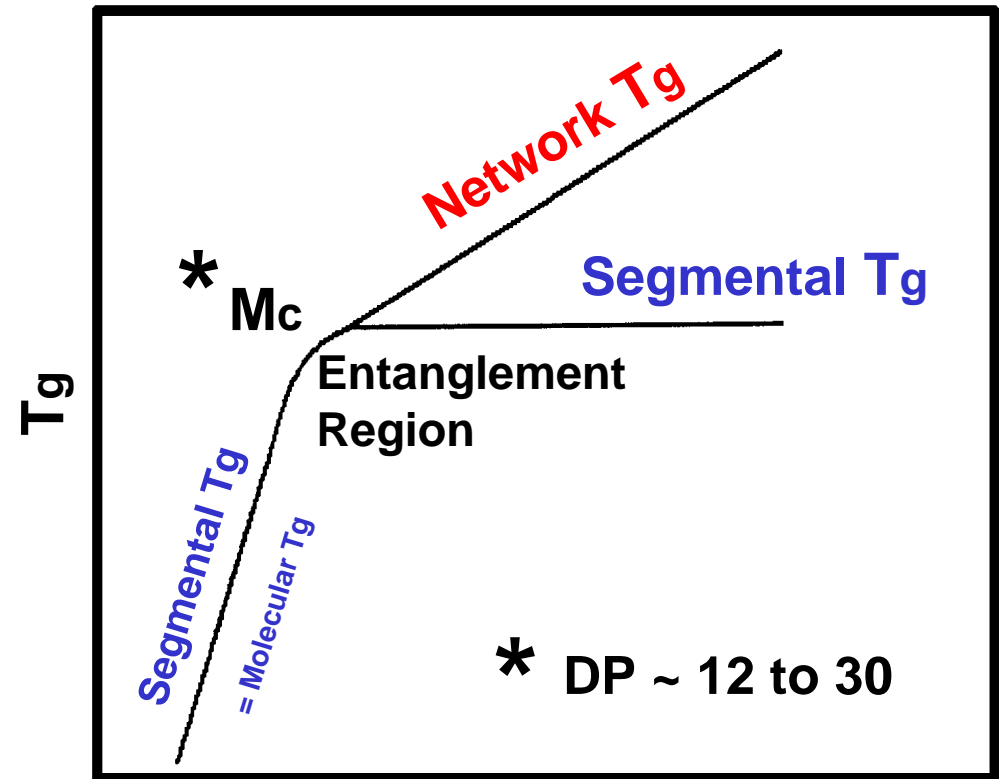 Network Tg
* Mc
Segmental Tg
Entanglement
Region
Tg
Segmental Tg
= Molecular Tg
* DP ~ 12 to 30